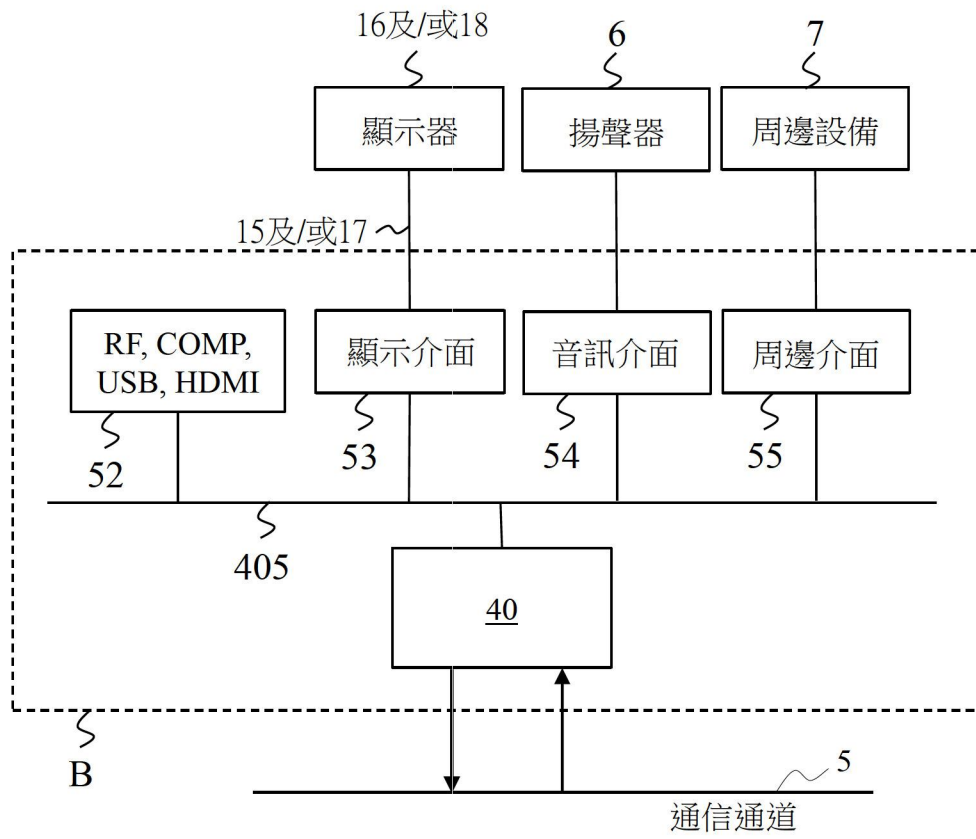 16及/或18
6
7
顯示器
揚聲器
周邊設備
15及/或17
RF, COMP,
USB, HDMI
顯示介面
音訊介面
周邊介面
52
53
54
55
405
40
B
5
通信通道